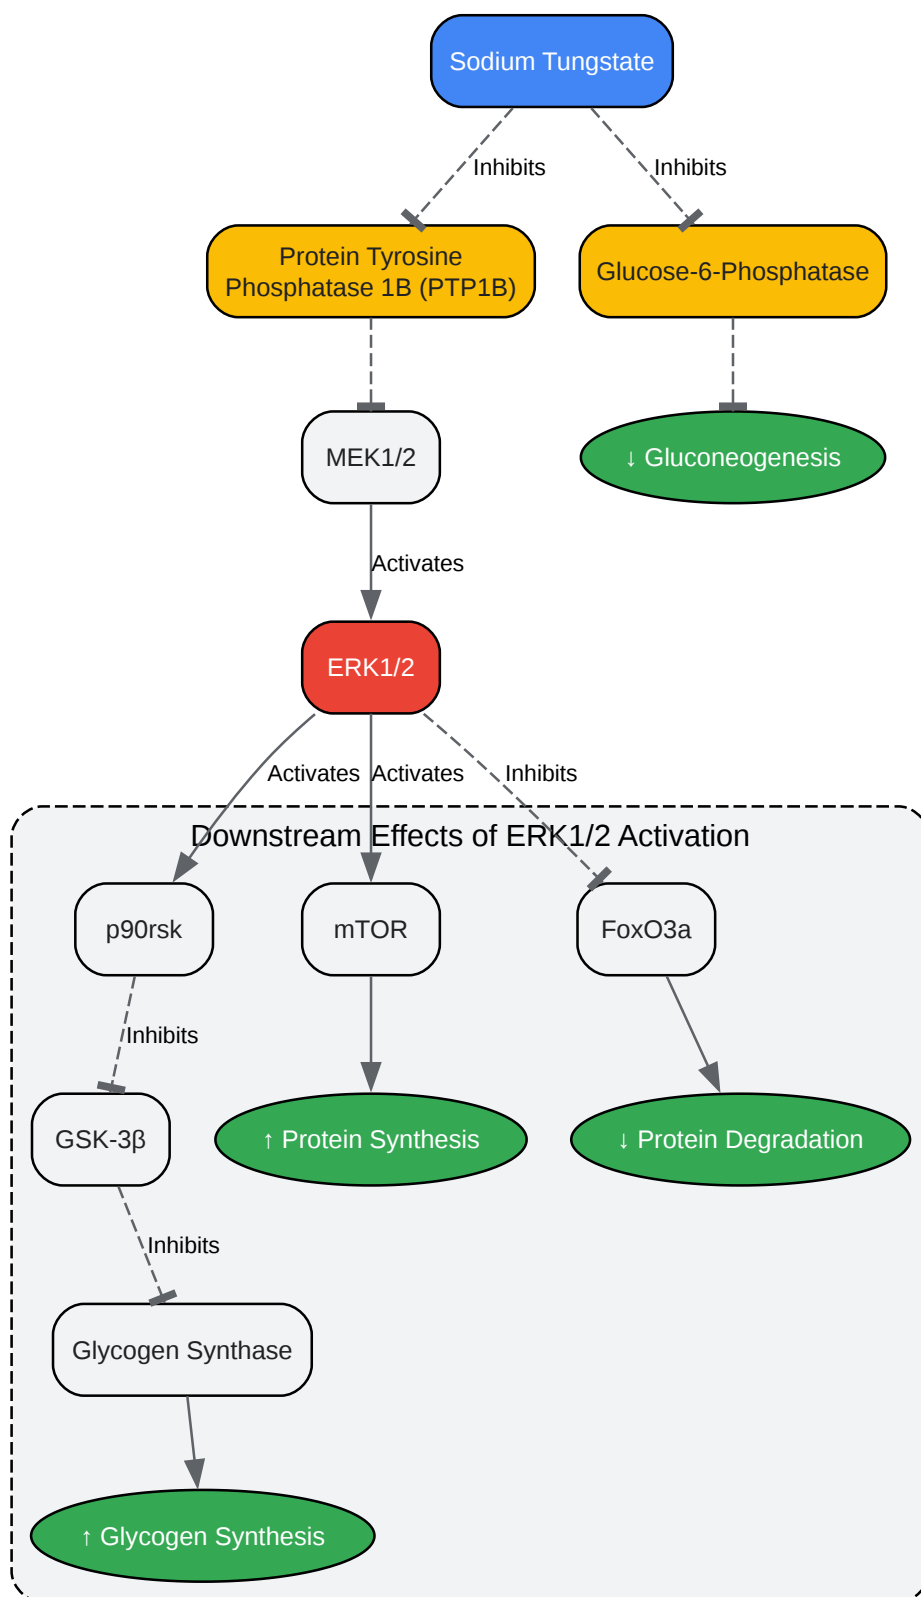 Sodium Tungstate
Inhibits
Inhibits
Protein Tyrosine
Phosphatase 1B (PTP1B)
Glucose-6-Phosphatase
MEK1/2
↓ Gluconeogenesis
Activates
ERK1/2
Activates
Activates
Inhibits
Downstream Effects of ERK1/2 Activation
p90rsk
mTOR
FoxO3a
Inhibits
GSK-3β
↑ Protein Synthesis
↓ Protein Degradation
Inhibits
Glycogen Synthase
↑ Glycogen Synthesis